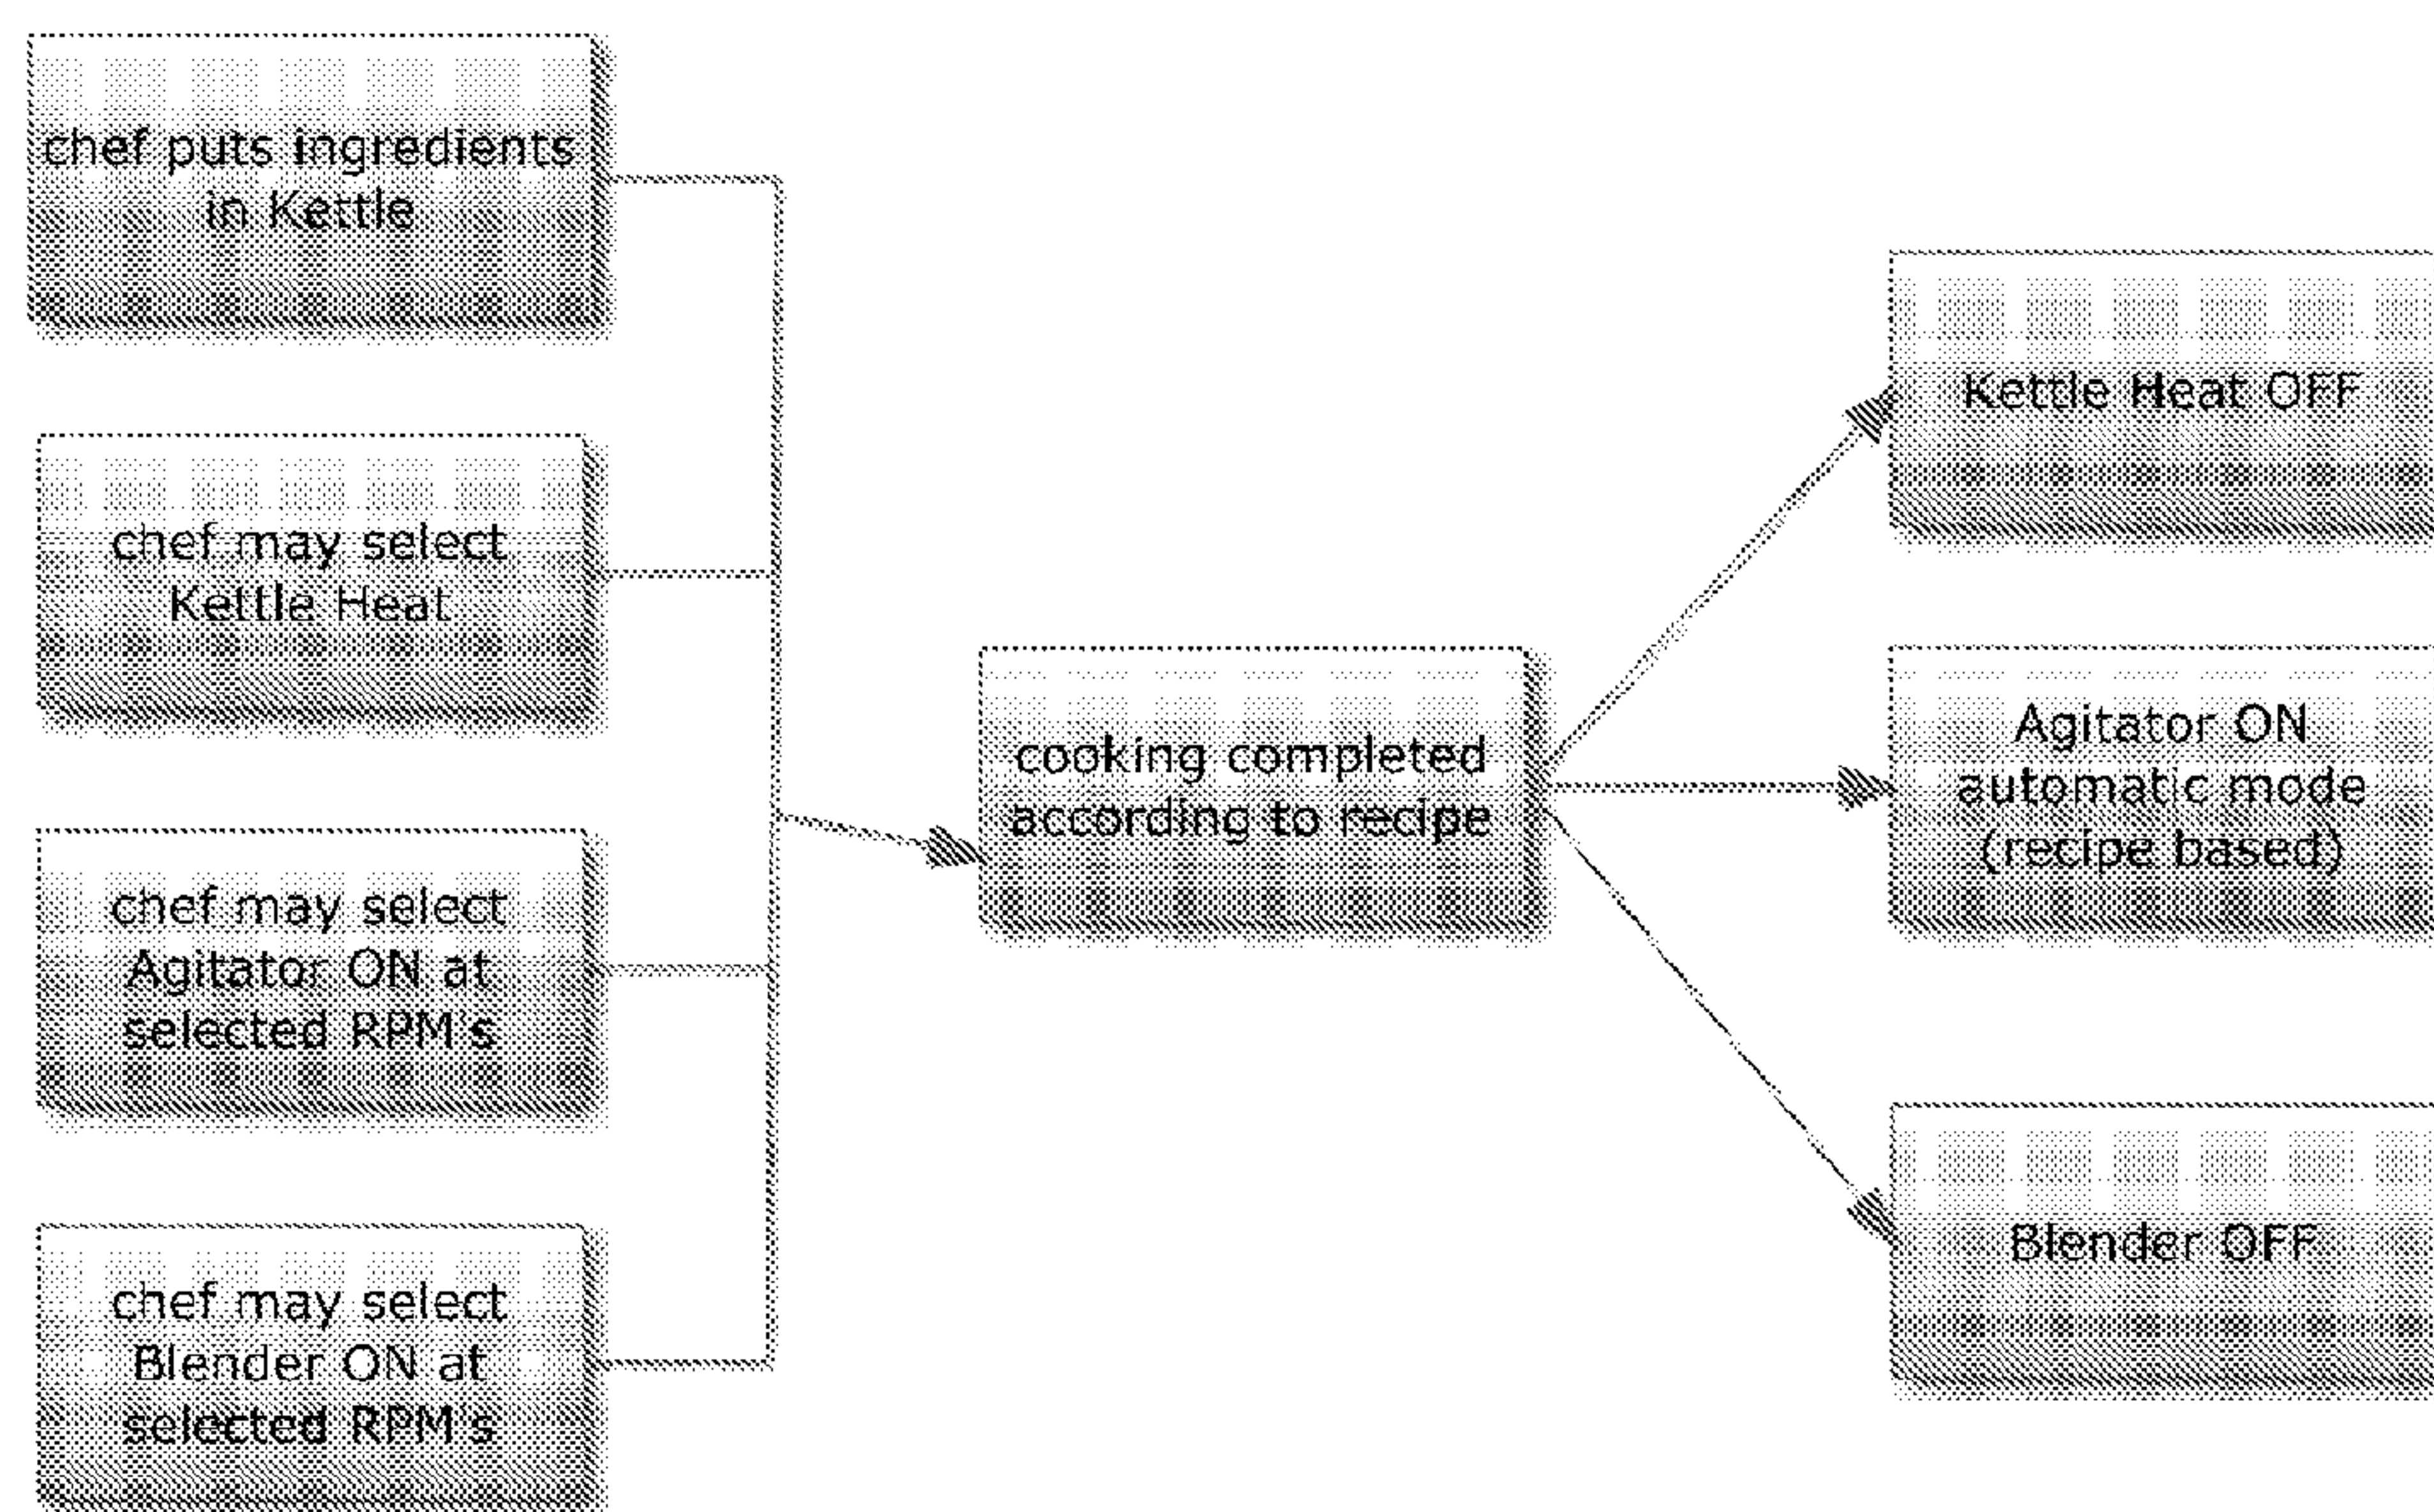 chef puts ingredients
in Kettle
chef may select
Kettle Heat
chef may select
Agitator ON at
selected RPM's
chef may select
Blender ON at
selected RPM's
cooking completed
according to recipe
Kettle Heat OFF
Agitator ON
automatic mode
(recipe based)
Blender OFF